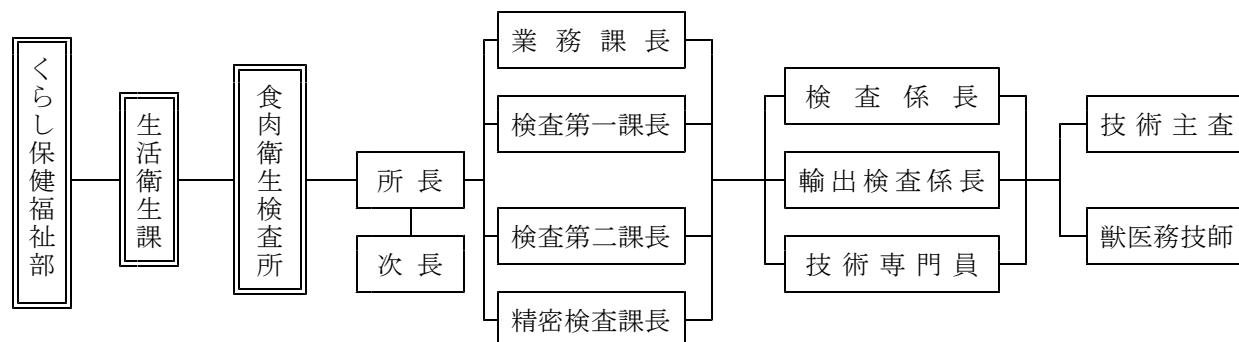 くらし保健福祉部
生活衛生課
食肉衛生検査所
所長
次長
業務課長
検査第一課長
検査第二課長
精密検査課長
検査係長
輸出検査係長
技術専門員
技術主査
獣医務技師